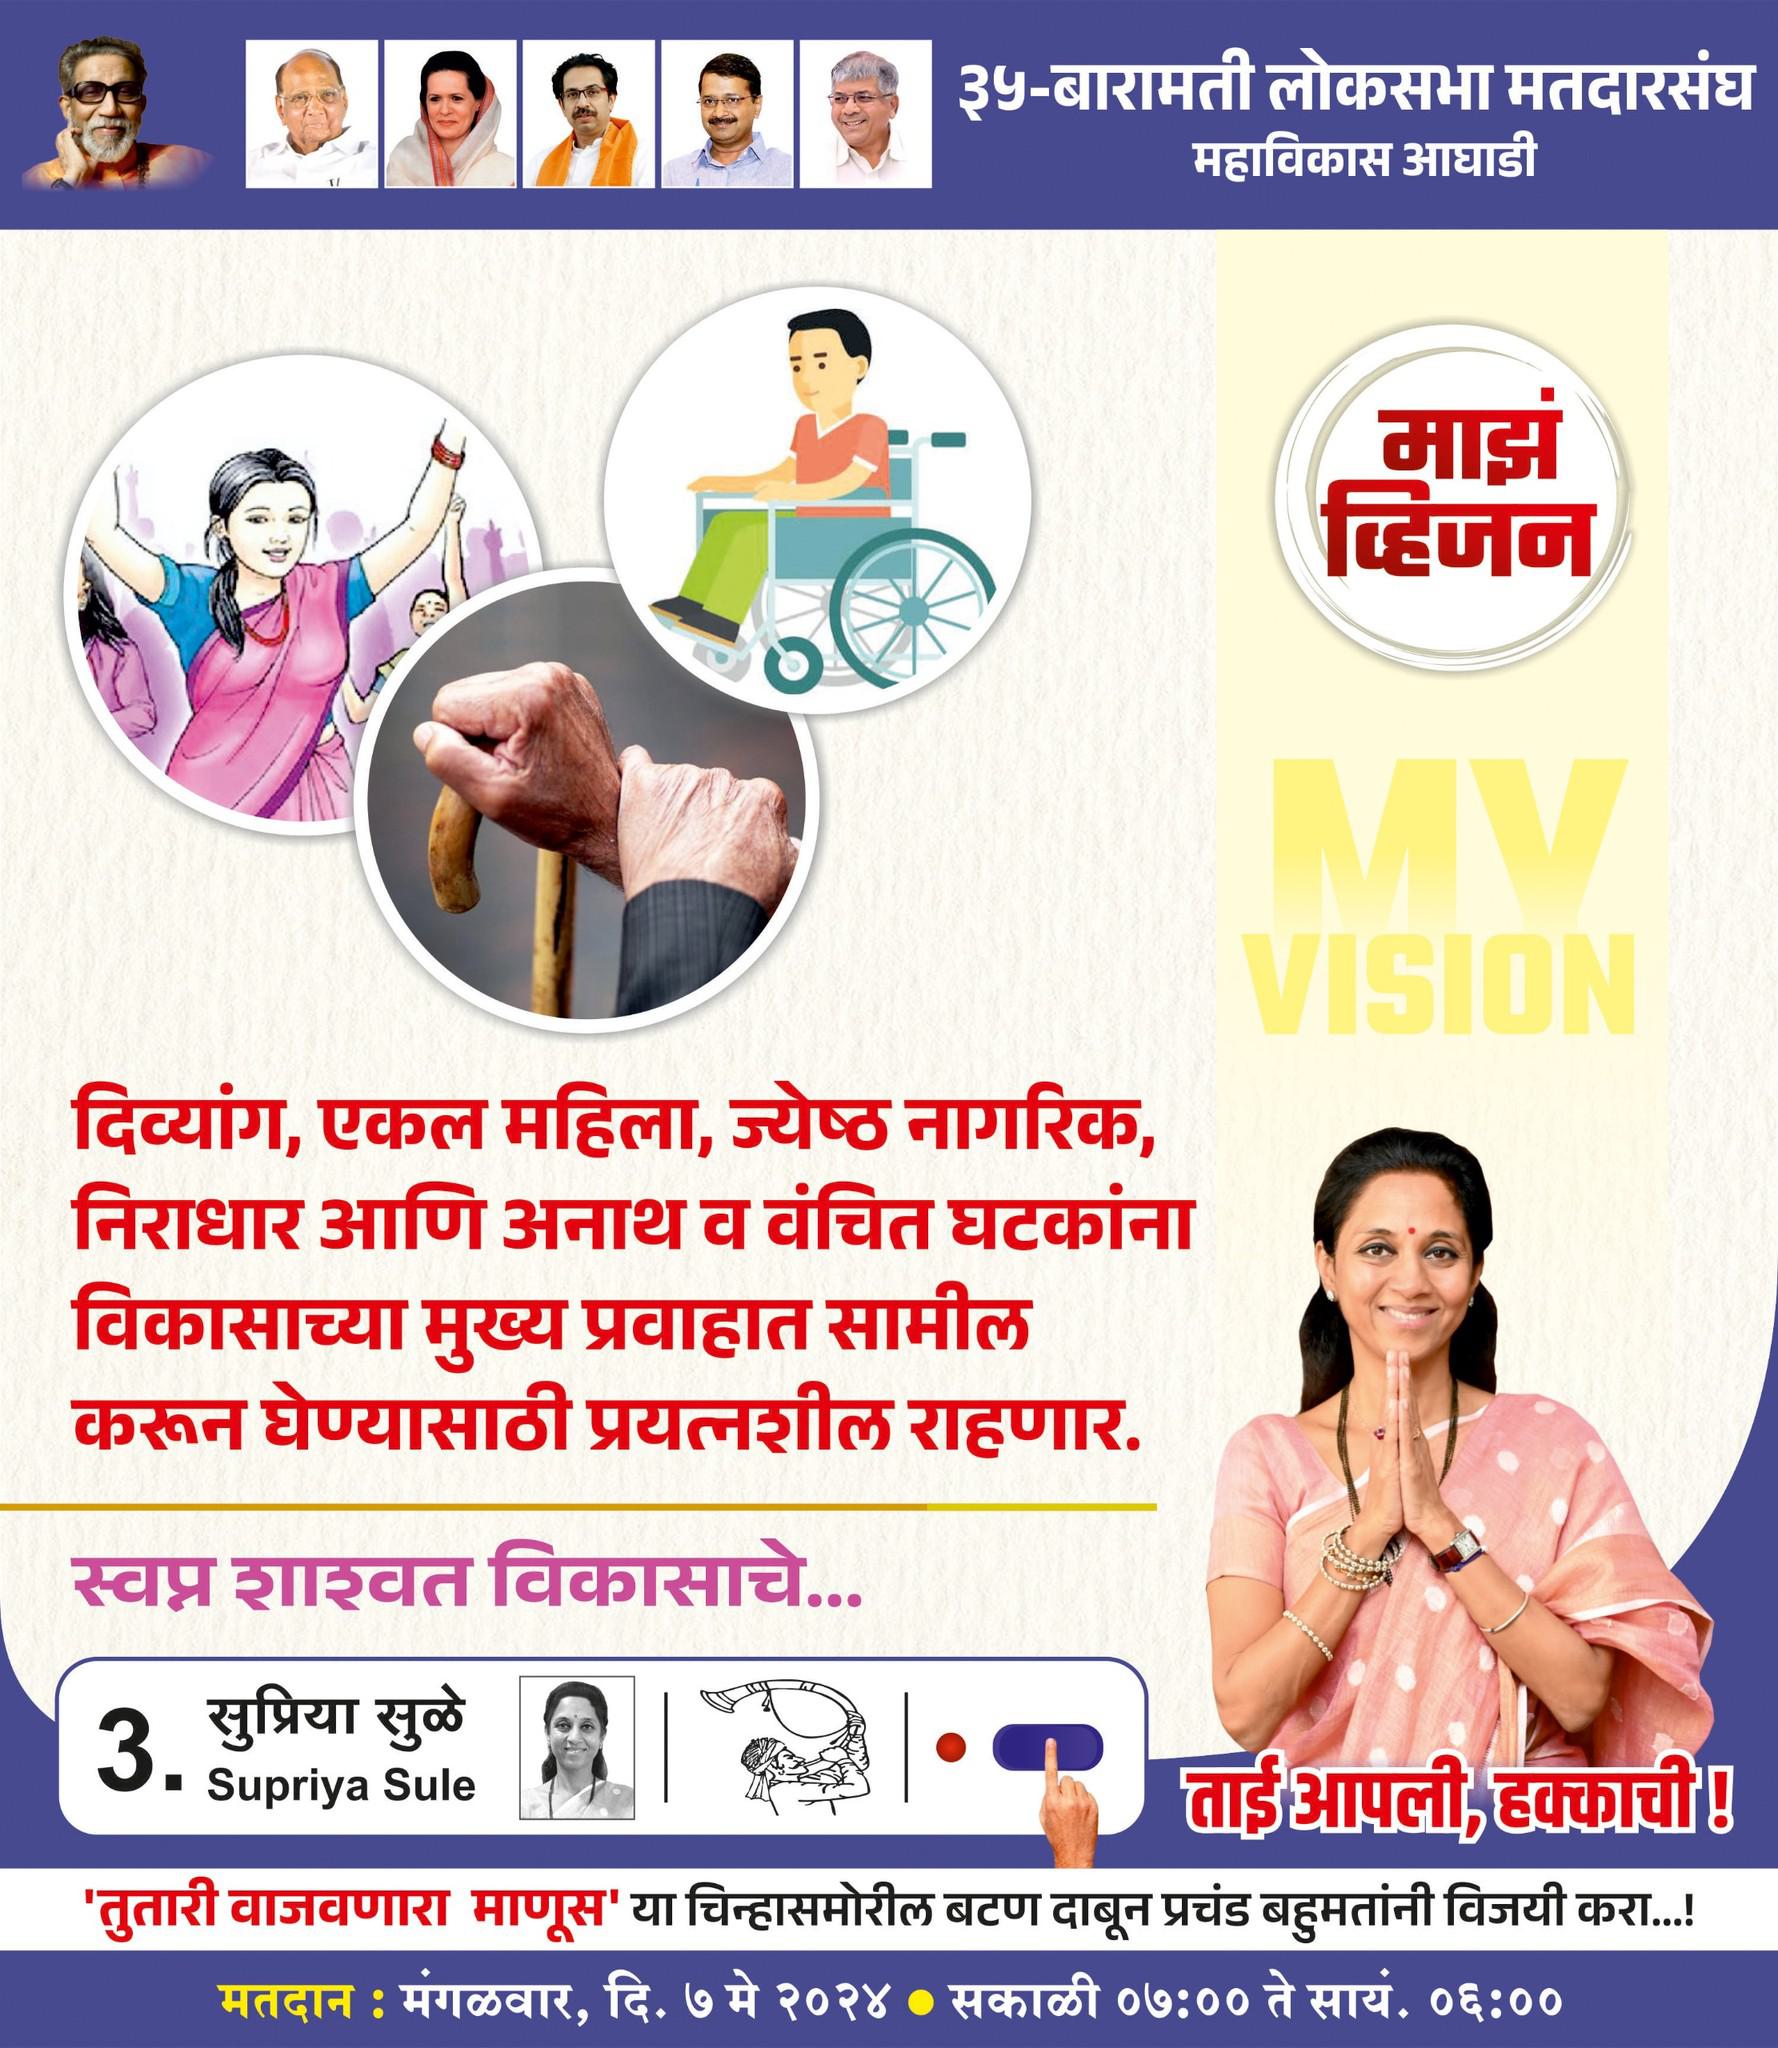 ३५-बारामती लोकसभा मतदारसंघ
महाविकास आघाडी
माझं
व्हिजन
MY
VISION
दिव्यांग, एकल महिला, ज्येष्ठ नागरिक,
निराधार आणि अनाथ व वंचित घटकांना
विकासाच्या मुख्य प्रवाहात सामील
करून घेण्यासाठी प्रयत्नशील राहणार.
स्वप्न शाश्वत विकासाचे...
3. सुप्रिया सुळे
Supriya Sule
ताई आपली, हक्काची !
'तुतारी वाजवणारा माणूस' या चिन्हासमोरील बटण दाबून प्रचंड बहुमतांनी विजयी करा...!
मतदान : मंगळवार, दि. ७ मे २०२४ ● सकाळी ०७:०० ते सायं. ०६:००